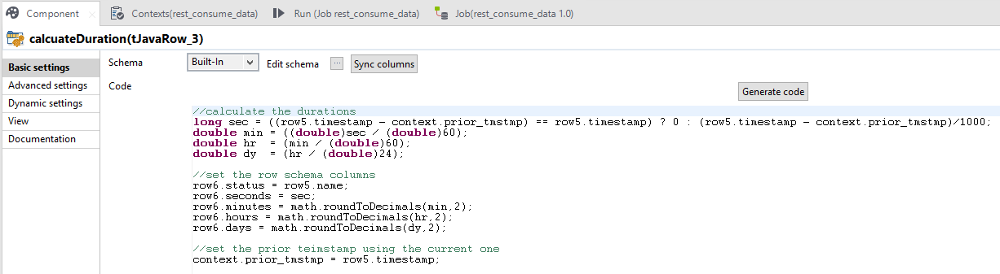 Component
Contexts(rest_consume_data)
Run (Job rest_consume_data)
Job(rest_consume_data 1.0)
calcuateDuration(tJavaRow_3)
Basic settings
Advanced settings
Dynamic settings
View
Documentation
Schema
Built-In
Edit schema
...
Sync columns
Code
Generate code
//calculate the durations
long sec = ((row5.timestamp - context.prior_tmstmp) == row5.timestamp) ? 0 : (row5.timestamp - context.prior_tmstmp)/1000;
double min = ((double)sec / (double)60);
double hr  = (min / (double)60);
double dy  = (hr / (double)24);
//set the row schema columns
row6.status = row5.name;
row6.seconds = sec;
row6.minutes = math.roundToDecimals(min,2);
row6.hours = math.roundToDecimals(hr,2);
row6.days = math.roundToDecimals(dy,2);
//set the prior teimstamp using the current one
context.prior_tmstmp = row5.timestamp;